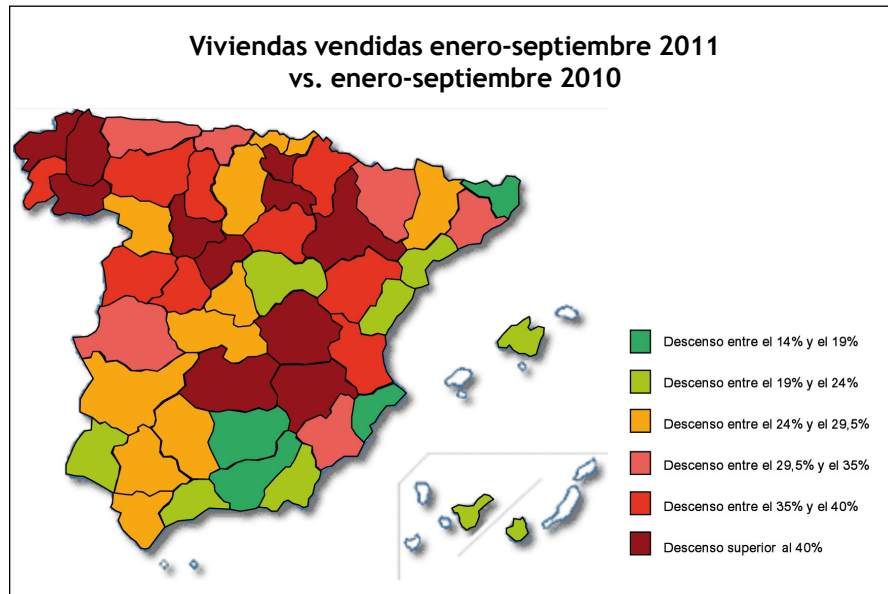 Viviendas vendidas enero-septiembre 2011
vs. enero-septiembre 2010
Descenso entre el 14% y el 19%
Descenso entre el 19% y el 24%
Descenso entre el 24% y el 29,5%
Descenso entre el 29,5% y el 35%
Descenso entre el 35% y el 40%
Descenso superior al 40%